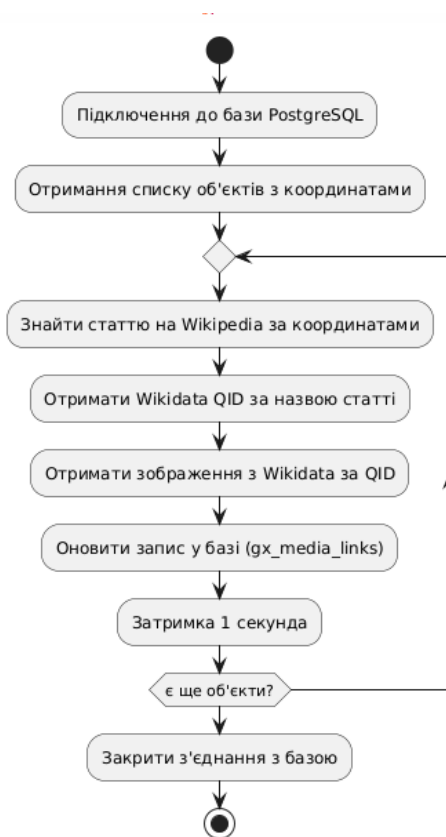 Підключення до бази PostgreSQL
Отримання списку об'єктів з координатами
Знайти статтю на Wikipedia за координатами
Отримати Wikidata QID за назвою статті
Отримати зображення з Wikidata за QID
Оновити запис у базі (gx_media_links)
Затримка 1 секунда
є ще об'єкти?
Закрити з'єднання з базою